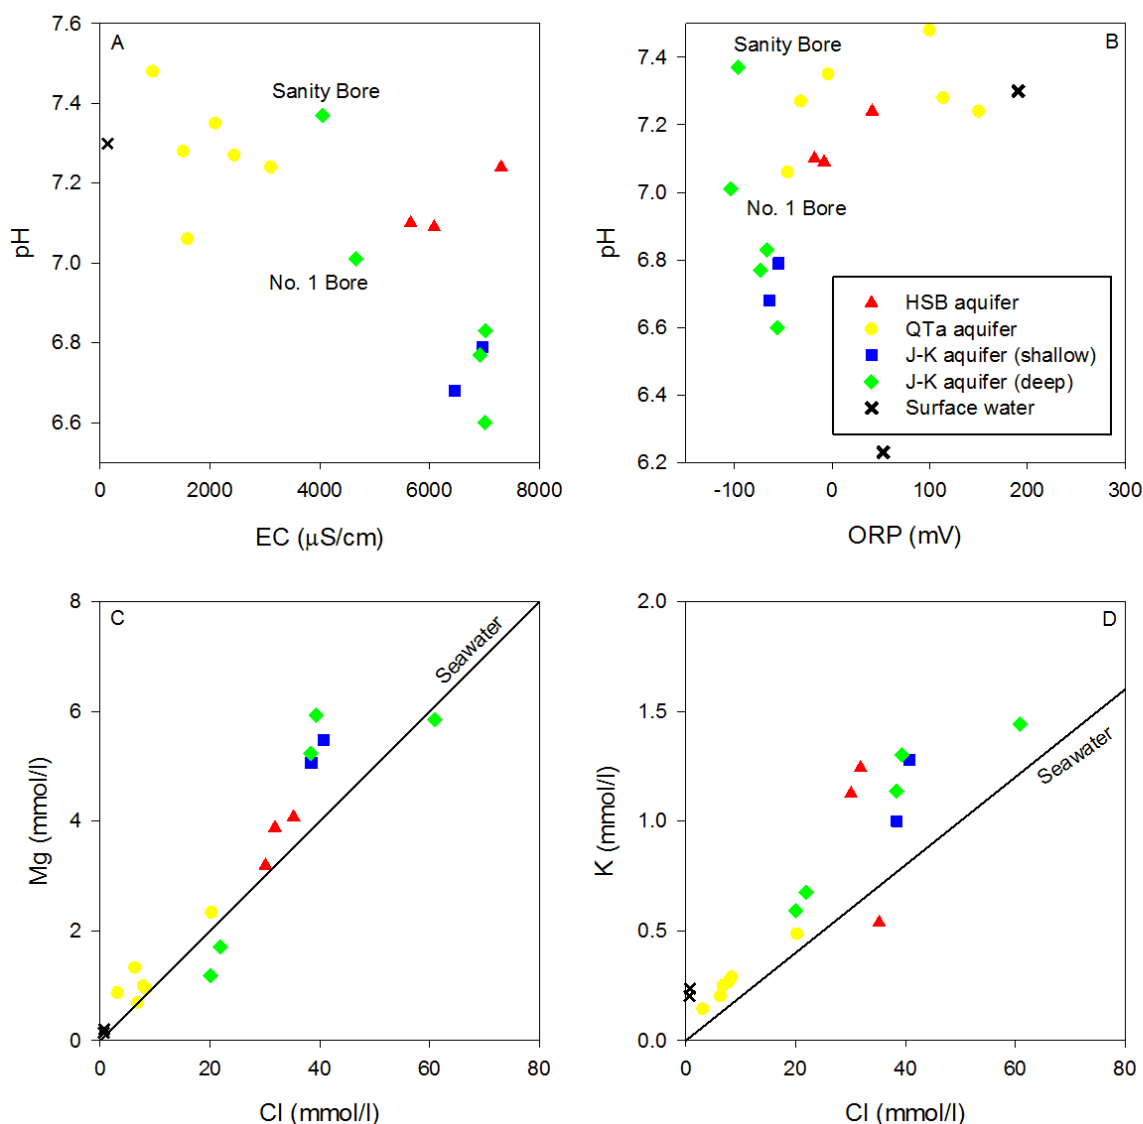 7.6
A
7.4
7.2
7.0
6.8
6.6
pH
Sanity Bore
No. 1 Bore
0
2000
4000
6000
8000
EC (μS/cm)
B
7.4
7.2
7.0
6.8
6.6
6.4
6.2
pH
Sanity Bore
No. 1 Bore
HSB aquifer
QTa aquifer
J-K aquifer (shallow)
J-K aquifer (deep)
Surface water
-100
0
100
200
300
ORP (mV)
C
8
6
4
2
0
Mg (mmol/l)
Seawater
0
20
40
60
80
Cl (mmol/l)
D
2.0
1.5
1.0
0.5
0.0
K (mmol/l)
Seawater
0
20
40
60
80
Cl (mmol/l)